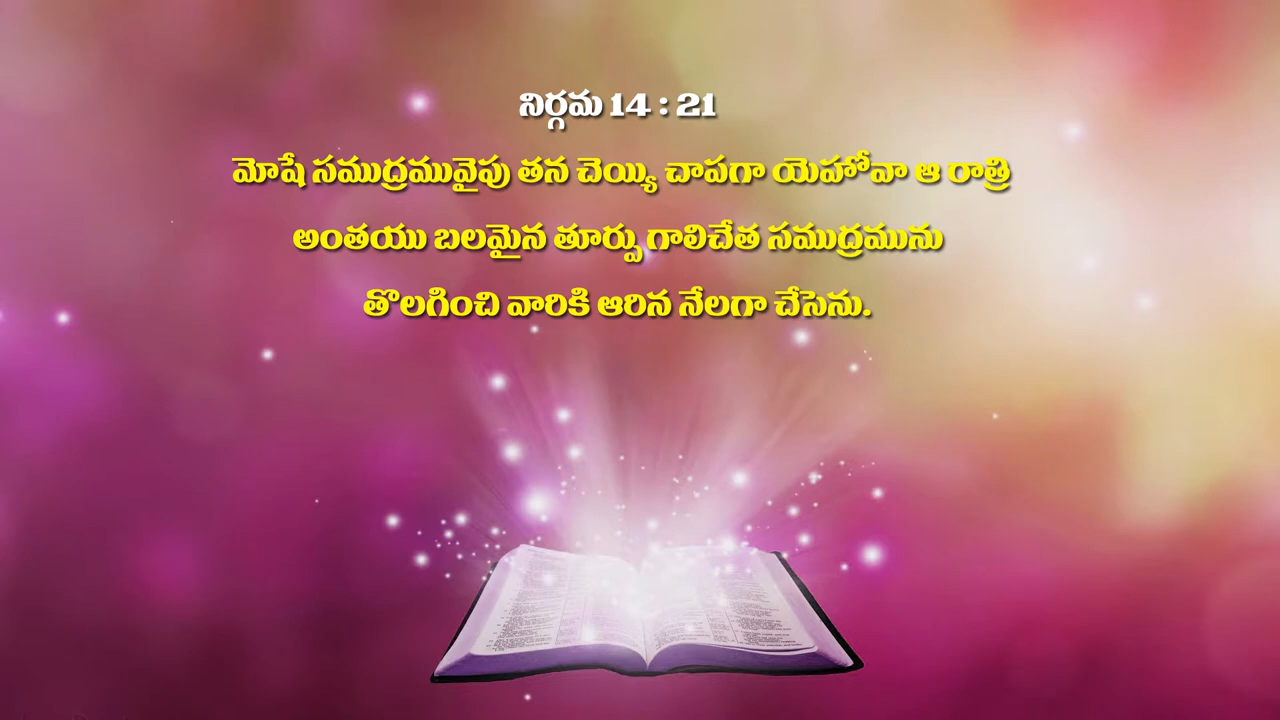 నిర్గమ 14 : 21
మోషే సముద్రమువైపు తన చెయ్యి చాపగా యెహోవా ఆ రాత్రి
అంతయు బలమైన తూర్పు గాలిచేత సముద్రమును
తొలగించి వారికి ఆరిన నేలగా చేసెను.